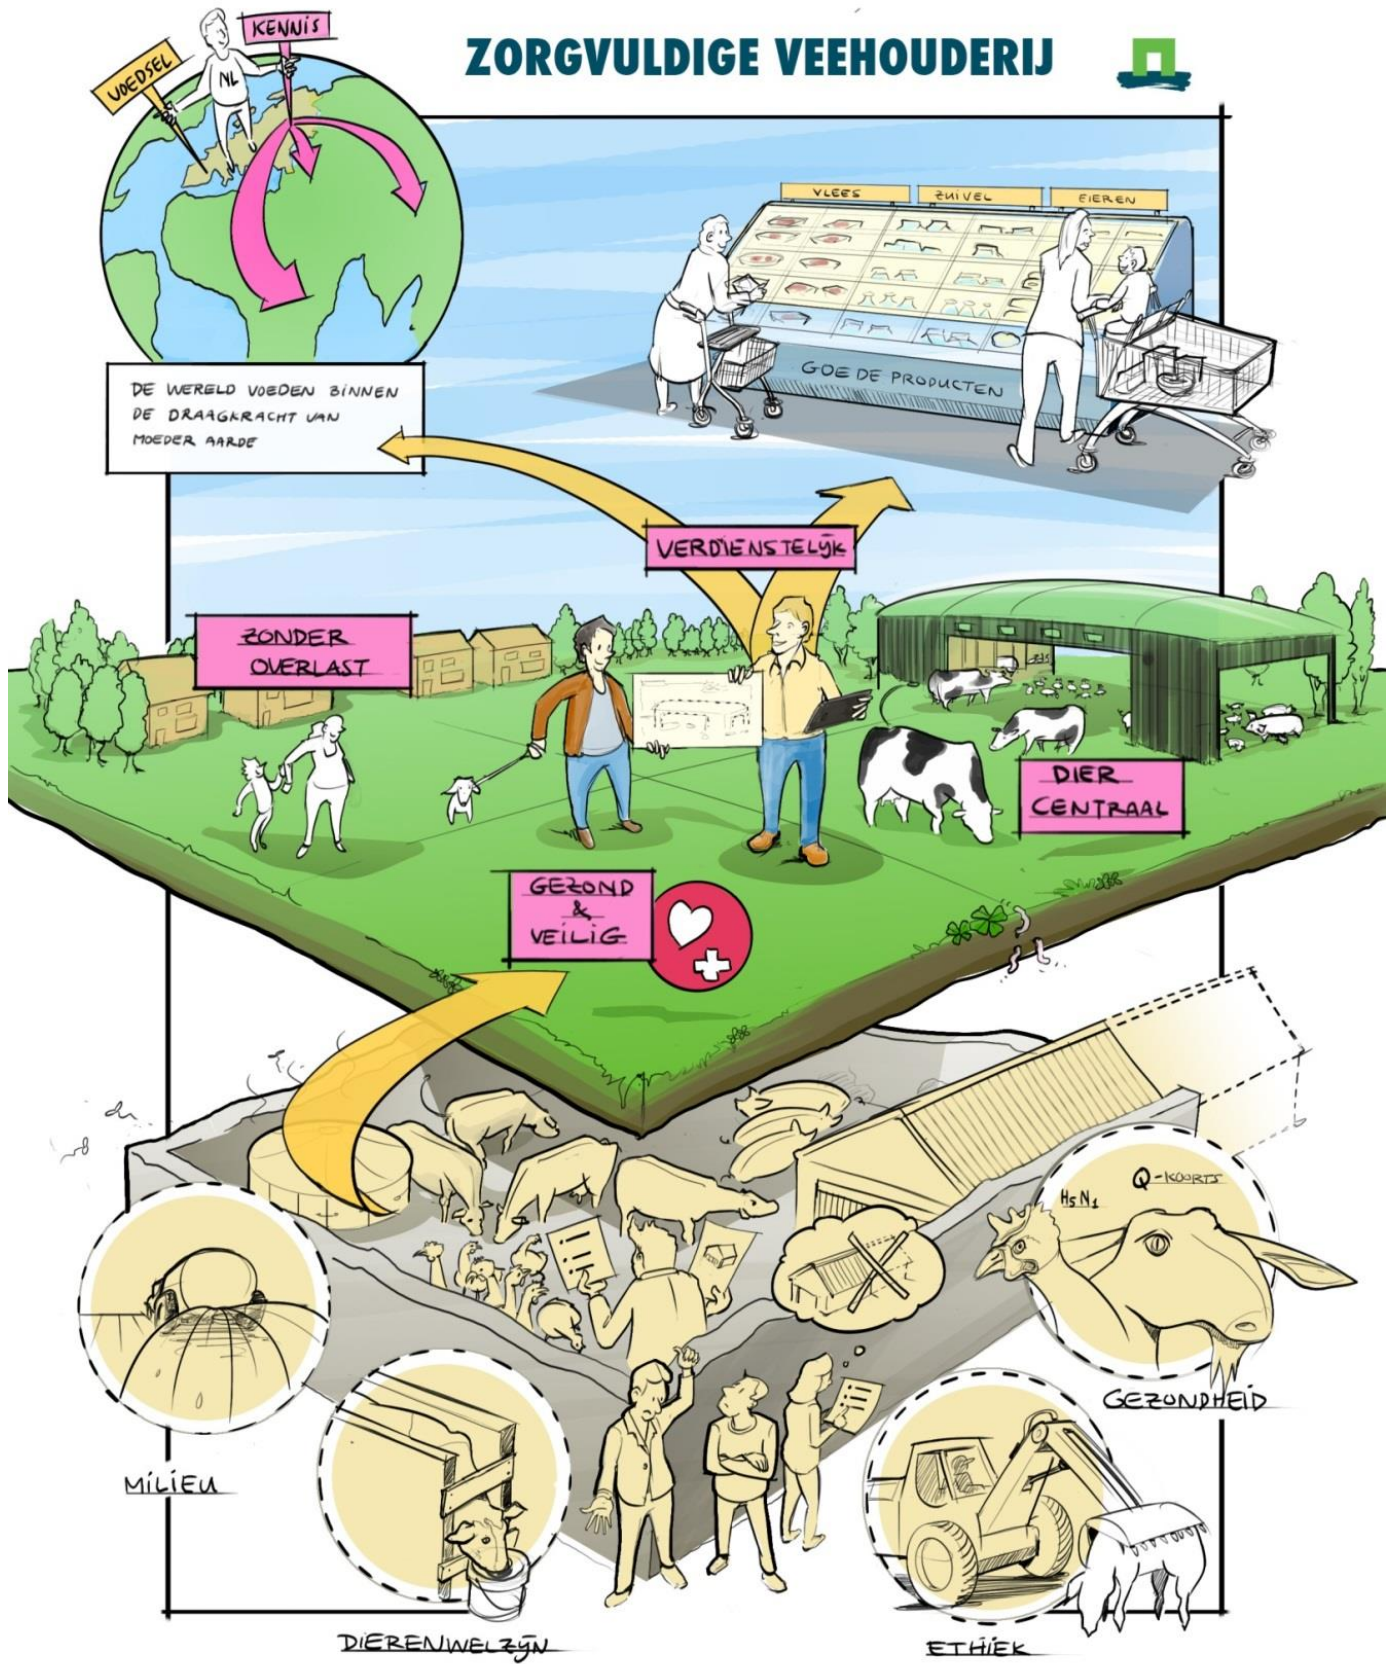 ZORGVULDIGE VEEHOUDERIJ
KENNIS
VOEDSEL
NL
VLEES
ZUIVEL
EIEREN
GOEDE PRODUCTEN
DE WERELD VOEDEN BINNEN
DE DRAAGKRACHT VAN
MOEDER AARDE
VERDIENSTELIJK
ZONDER
OVERLAST
DIER
CENTRAAL
GEZOND
&
VEILIG
Q-KOORTS
H5N1
GEZONDHEID
MILIEU
DIERENWELZIJN
ETHIEK